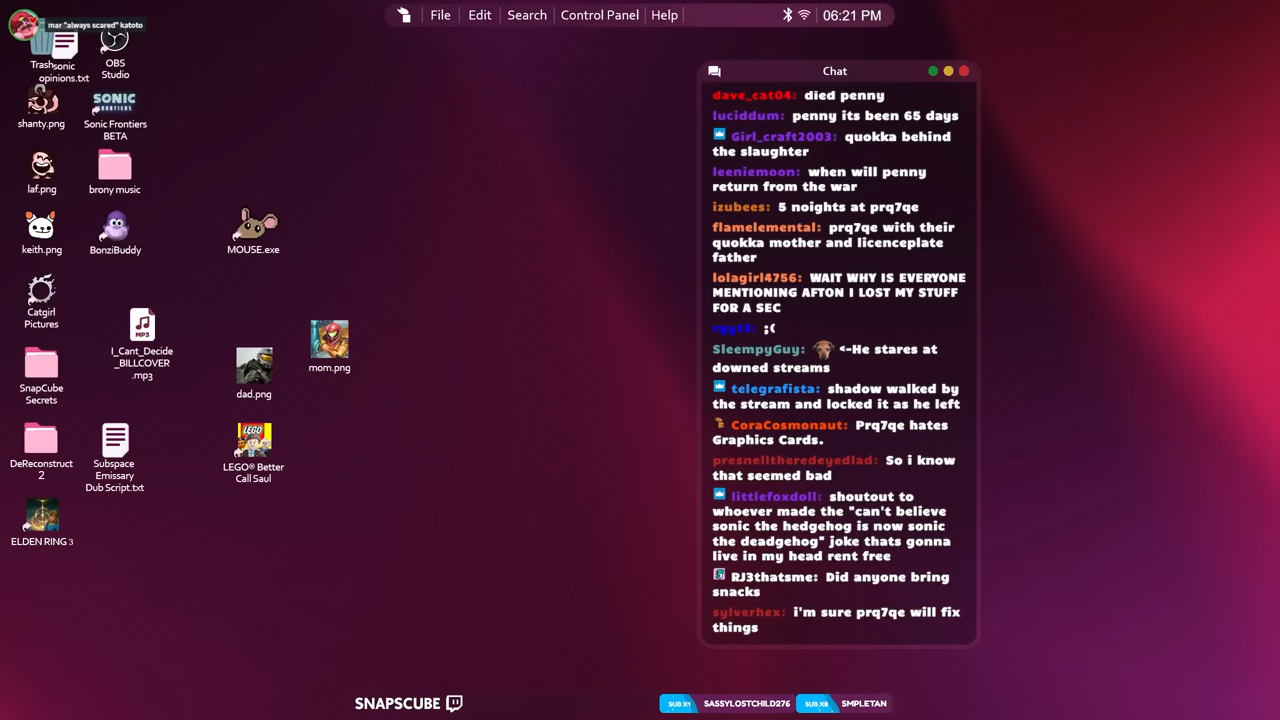 mar "always scared" katoto
File Edit Search Control Panel Help
06:21 PM
Trash
sonic
opinions.txt
OBS
Studio
shanty.png
SONIC
FRONTIERS
Sonic Frontiers
BETA
laf.png
brony music
keith.png
BonziBuddy
MOUSE.exe
Catgirl
Pictures
MP3
I_Cant_Decide
_BILLCOVER
.mp3
mom.png
dad.png
SnapCube
Secrets
DeReconstruct
2
Subspace
Emissary
Dub Script.txt
LEGO
LEGO® Better
Call Saul
ELDEN RING 3
Chat
dave_cat04: died penny
luciddum: penny its been 65 days
Girl_craft2003: quokka behind
the slaughter
leeniemoon: when will penny
return from the war
izubees: 5 noights at prq7qe
flamelemental: prq7qe with their
quokka mother and licenceplate
father
lolagirl4756: WAIT WHY IS EVERYONE
MENTIONING AFTON I LOST MY STUFF
FOR A SEC
;(
SleempyGuy: <-He stares at
downed streams
telegrafista: shadow walked by
the stream and locked it as he left
CoraCosmonaut: Prq7qe hates
Graphics Cards.
presnelltheredeyedlad: So i know
that seemed bad
littlefoxdoll: shoutout to
whoever made the "can't believe
sonic the hedgehog is now sonic
the deadgehog" joke thats gonna
live in my head rent free
RJ3thatsme: Did anyone bring
snacks
sylverhex: i'm sure prq7qe will fix
things
SNAPSCUBE
SUB X1 SASSYLOSTCHILD276 SUB X8 SMPLETAN